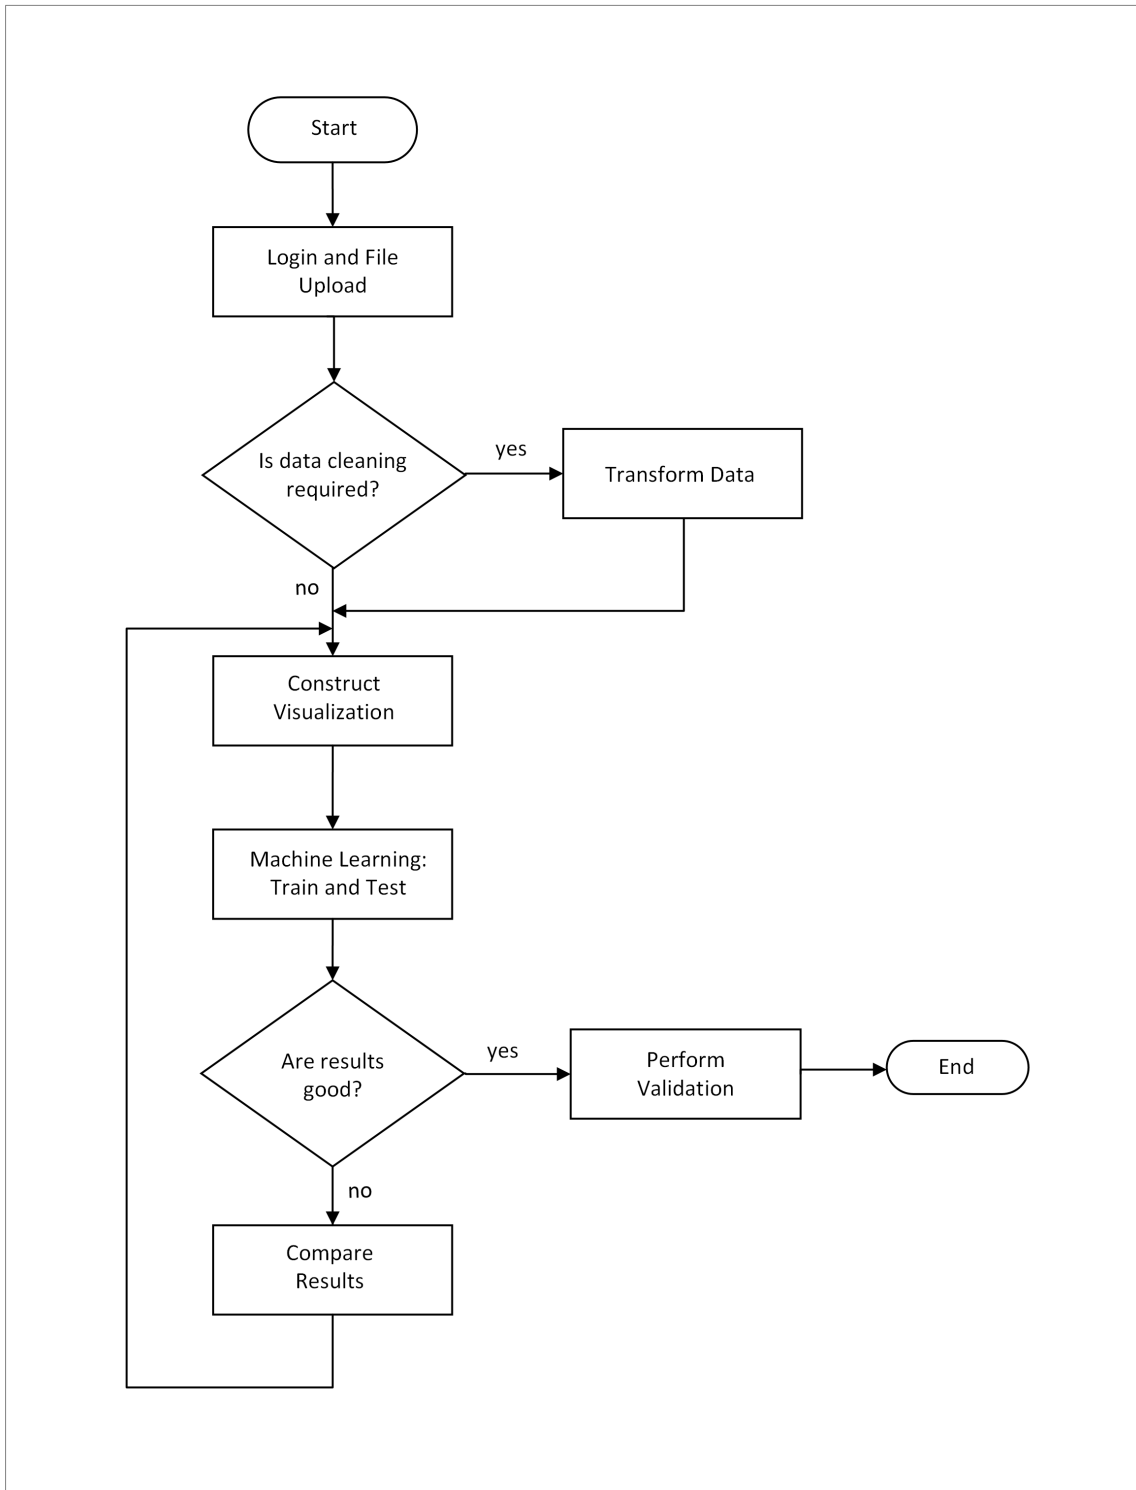 Start
Login and File
Upload
Is data cleaning
required?
yes
Transform Data
no
Construct
Visualization
Machine Learning:
Train and Test
Are results
good?
yes
Perform
Validation
End
no
Compare
Results